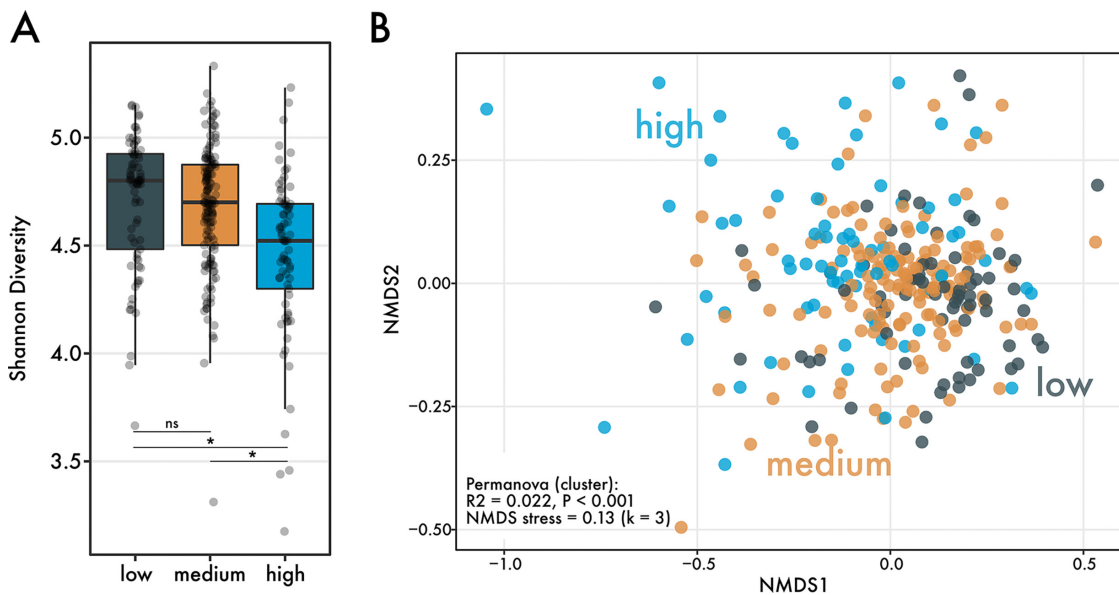 A
Shannon Diversity
5.0
4.5
4.0
3.5
ns
*
*
low medium high
B
NMDS2
0.25
0.00
−0.25
−0.50
high
low
medium
Permanova (cluster):
R2 = 0.022, P < 0.001
NMDS stress = 0.13 (k = 3)
−1.0 −0.5 0.0 0.5
NMDS1